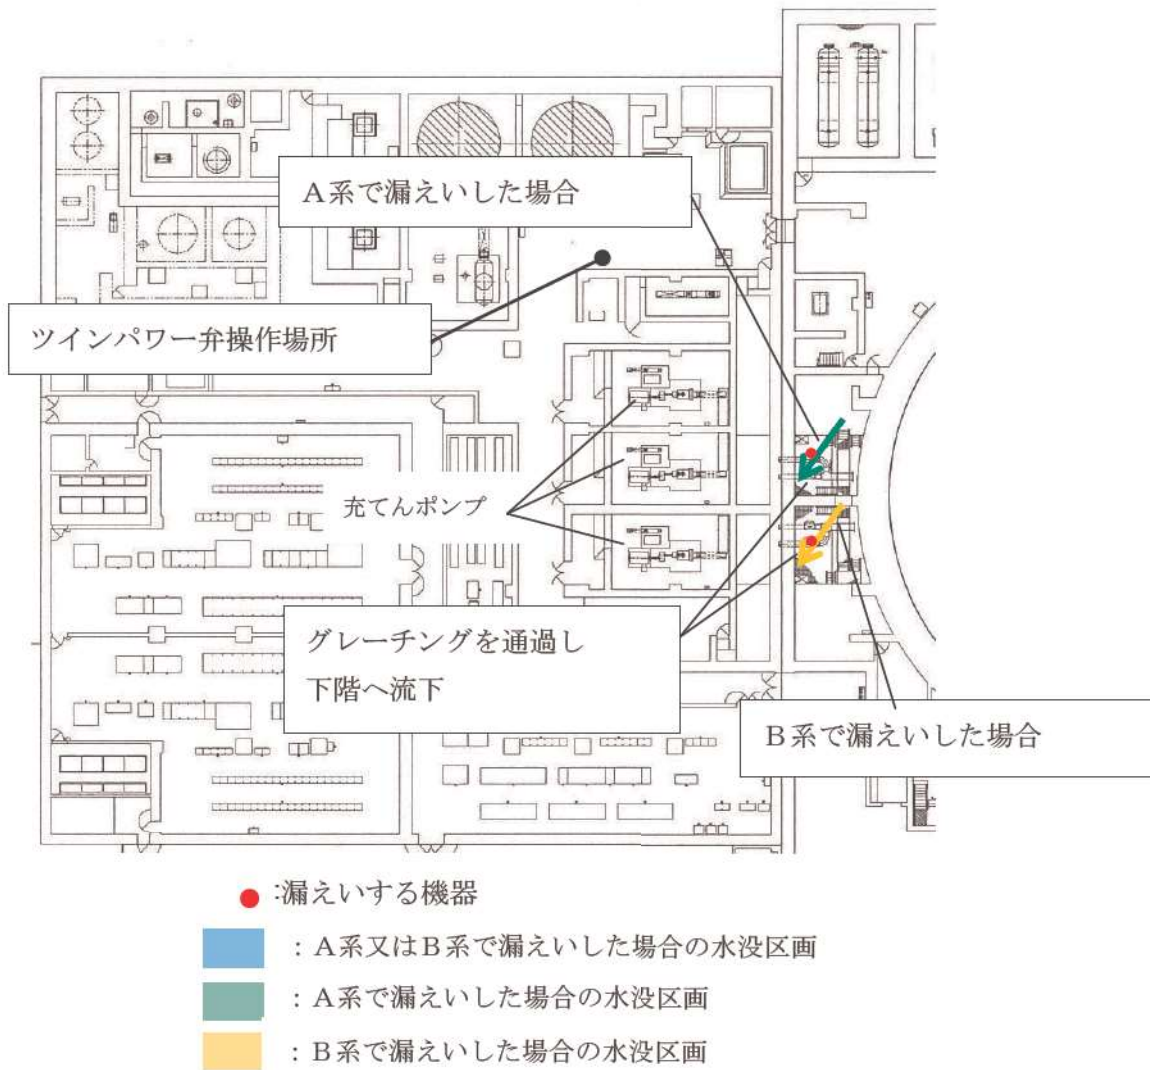 A系で漏えいした場合
ツインパワー弁操作場所
充てんポンプ
グレーチングを通過し
下階へ流下
B系で漏えいした場合
:漏えいする機器
:A系又はB系で漏えいした場合の水没区画
:A系で漏えいした場合の水没区画
:B系で漏えいした場合の水没区画